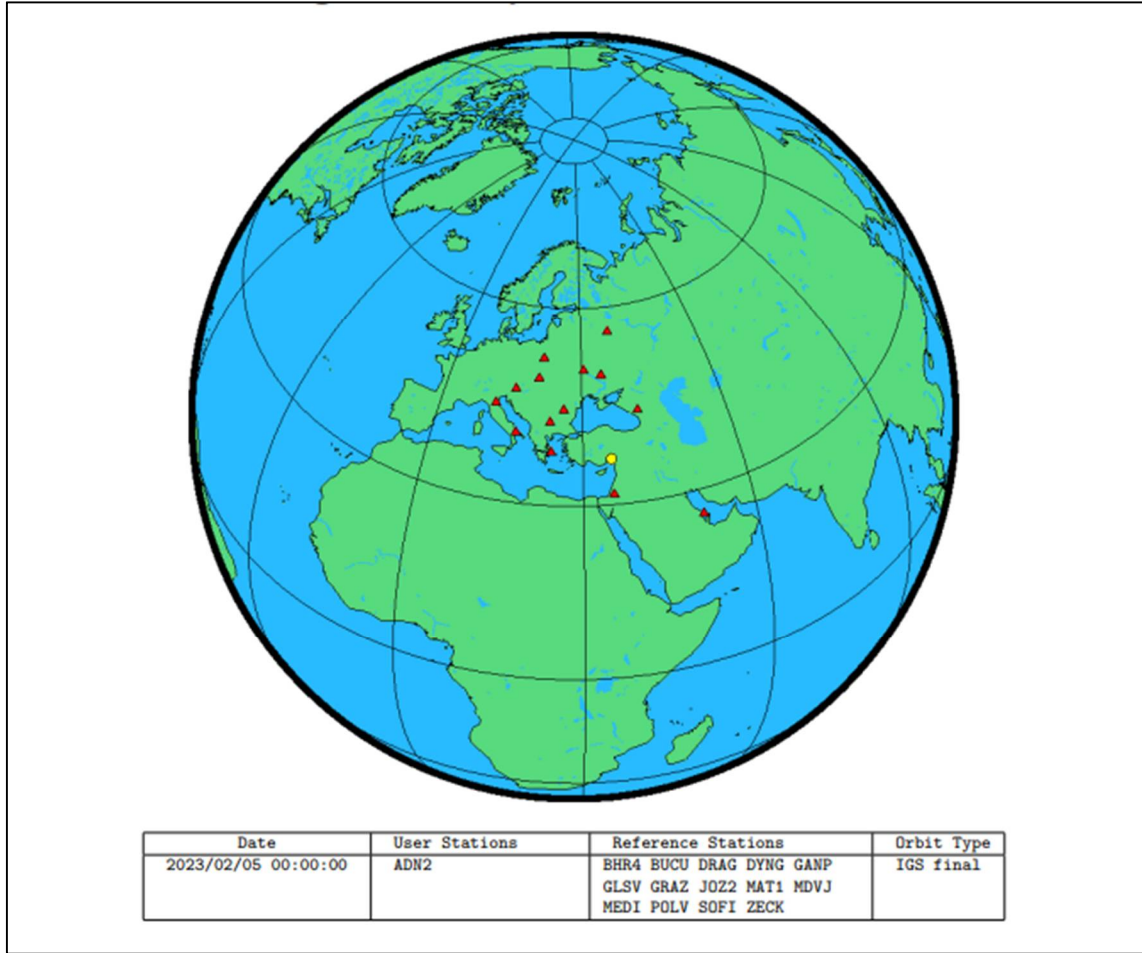 Date User Stations Reference Stations Orbit Type
2023/02/05 00:00:00 ADN2 BHR4 BUCU DRAG DYNG GANP IGS final
GLSV GRAZ JOZ2 MAT1 MDVJ
MEDI POLV SOFI ZECK